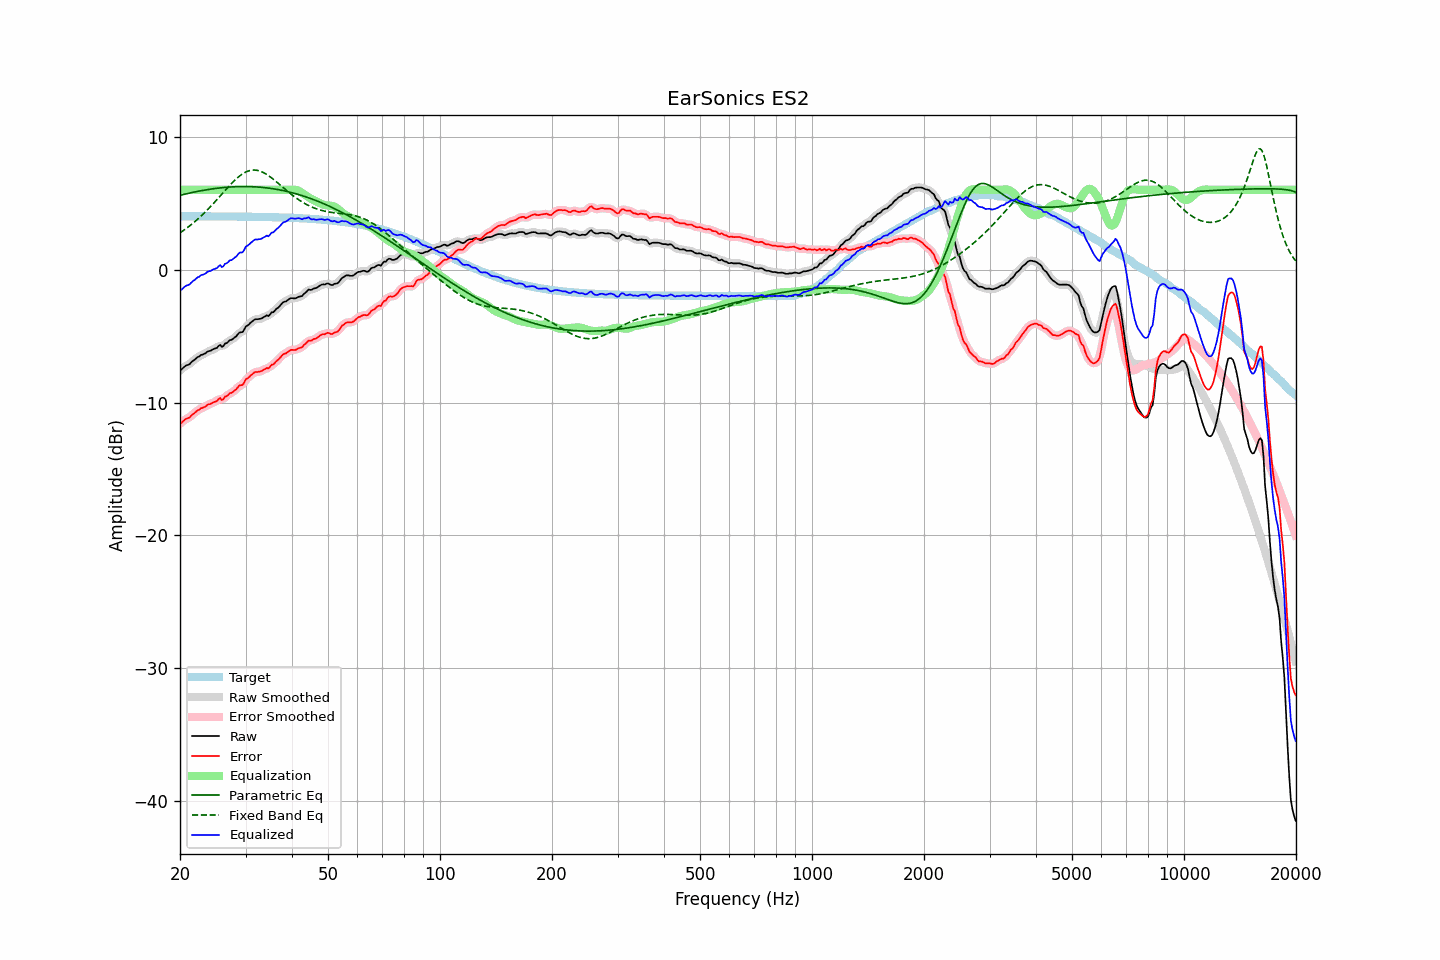 EarSonics ES2
Amplitude (dBr)
10
0
−10
−20
−30
−40
Target
Raw Smoothed
Error Smoothed
Raw
Error
Equalization
Parametric Eq
Fixed Band Eq
Equalized
20 50 100 200 500 1000 2000 5000 10000 20000
Frequency (Hz)